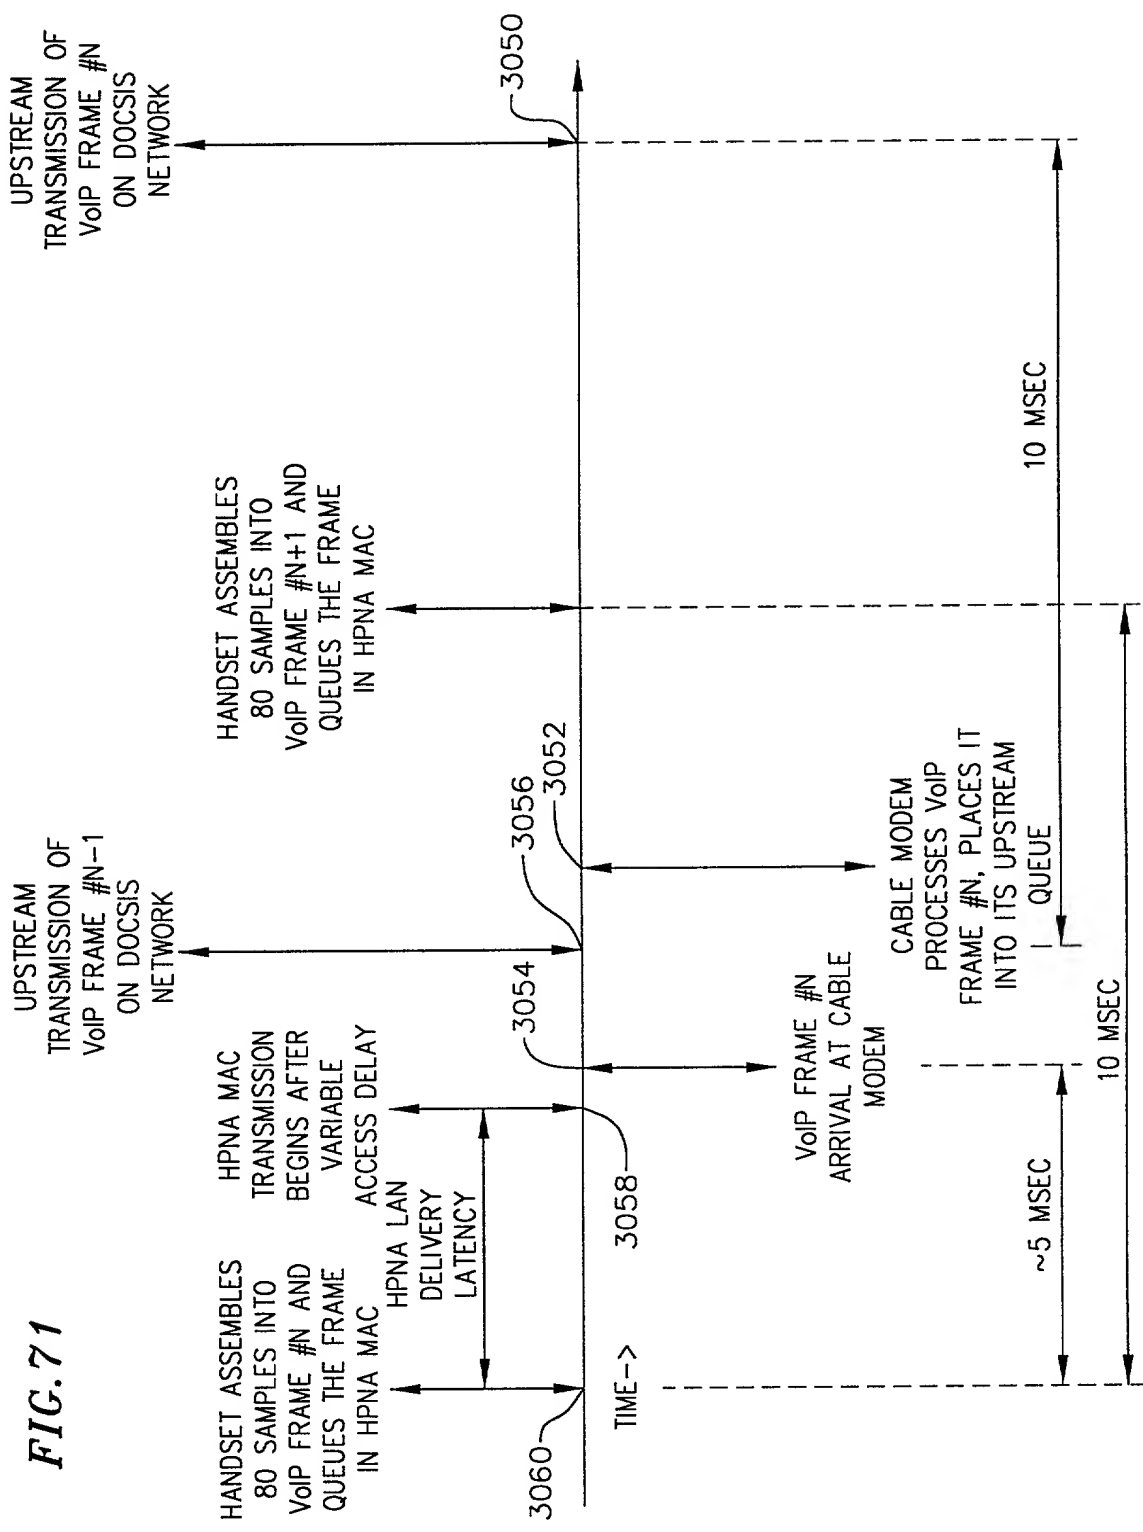 FIG. 71
HANDSET ASSEMBLES
80 SAMPLES INTO
VoIP FRAME #N AND
QUEUES THE FRAME
IN HPNA MAC
HPNA LAN
DELIVERY
LATENCY
HPNA MAC
TRANSMISSION
BEGINS AFTER
VARIABLE
ACCESS DELAY
UPSTREAM
TRANSMISSION OF
VoIP FRAME #N-1
ON DOCSIS
NETWORK
HANDSET ASSEMBLES
80 SAMPLES INTO
VoIP FRAME #N+1 AND
QUEUES THE FRAME
IN HPNA MAC
UPSTREAM
TRANSMISSION OF
VoIP FRAME #N
ON DOCSIS
NETWORK
3060
3054
3056
3052
3050
TIME->
3058
VoIP FRAME #N
ARRIVAL AT CABLE
MODEM
CABLE MODEM
PROCESSES VoIP
FRAME #N, PLACES IT
INTO ITS UPSTREAM
QUEUE
~5 MSEC
10 MSEC
10 MSEC